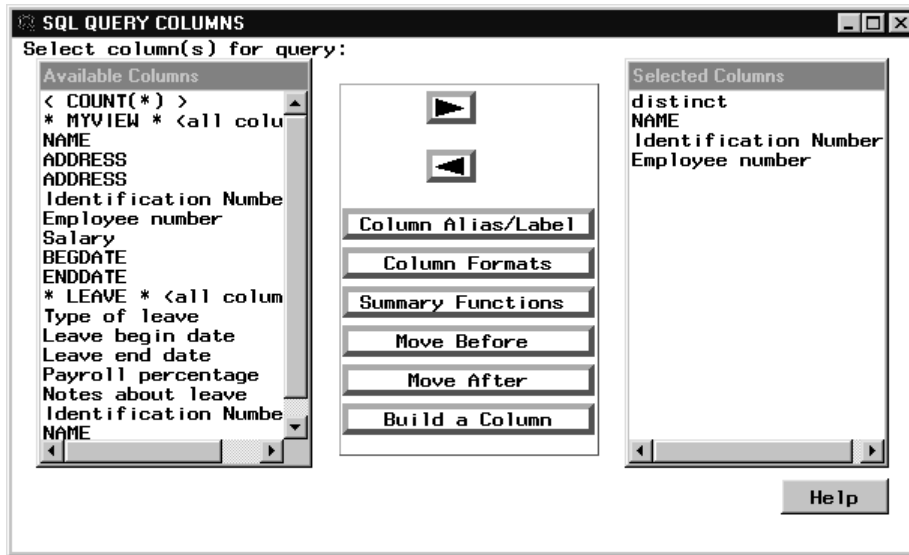 SQL QUERY COLUMNS
Select column(s) for query:
Available Columns
< COUNT(*) >
* MYVIEW * <all colu
NAME
ADDRESS
ADDRESS
Identification Numbe
Employee number
Salary
BEGDATE
ENDDATE
* LEAVE * <all colum
Type of leave
Leave begin date
Leave end date
Payroll percentage
Notes about leave
Identification Numbe
NAME
Column Alias/Label
Column Formats
Summary Functions
Move Before
Move After
Build a Column
Selected Columns
distinct
NAME
Identification Number
Employee number
Help